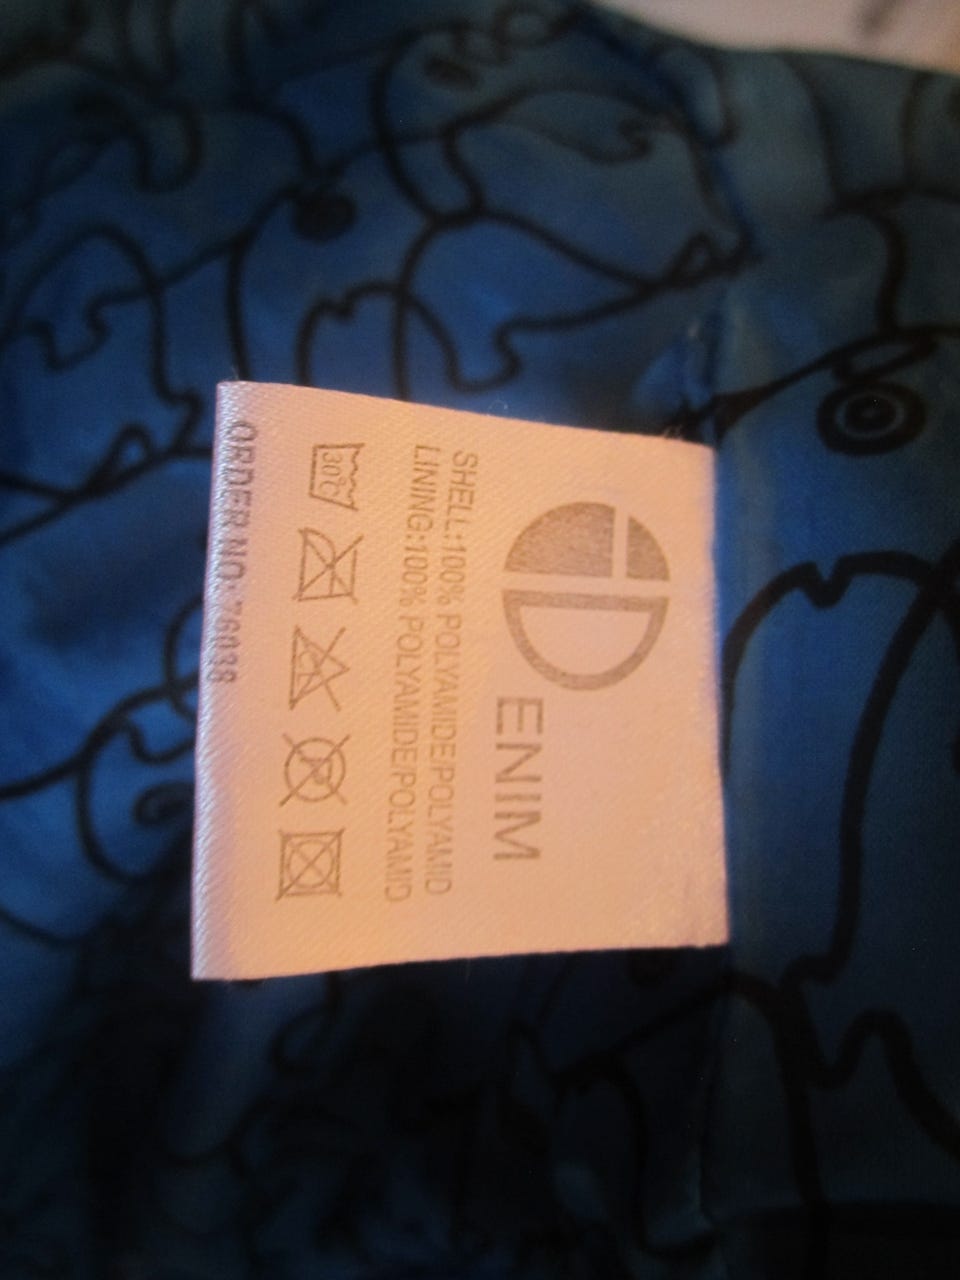 D ENIM
SHELL:100% POLYAMIDE/POLYAMID
LINING:100% POLYAMIDE/POLYAMID
30°C
ORDER NO: 76038